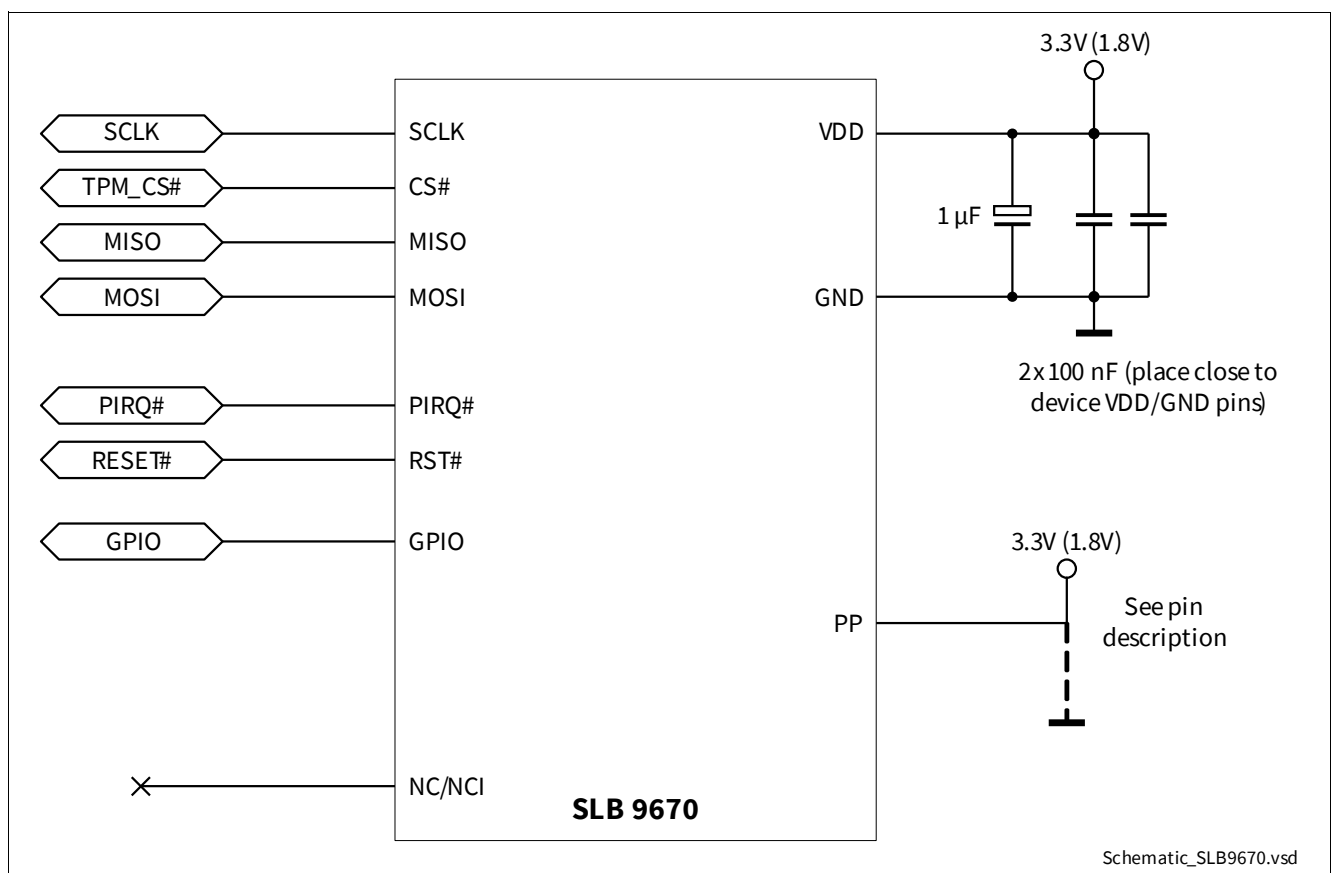 3.3V (1.8V)
SCLK
SCLK
VDD
TPM_CS#
CS#
1 µF
MISO
MISO
MOSI
MOSI
GND
2x100 nF (place close to
device VDD/GND pins)
PIRQ#
PIRQ#
RESET#
RST#
GPIO
GPIO
3.3V (1.8V)
See pin
description
PP
NC/NCI
SLB 9670
Schematic_SLB9670.vsd